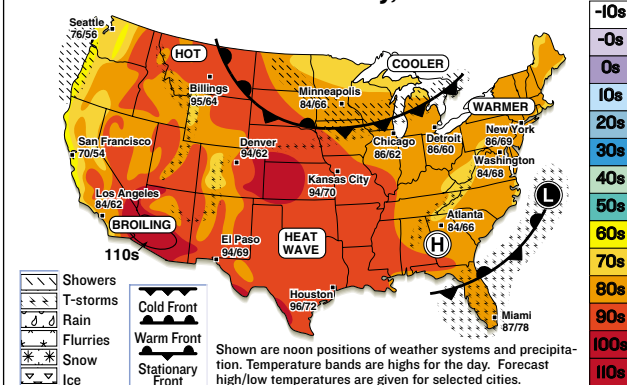 Seattle
76/56
HOT
COOLER
Billings
95/64
Minneapolis
84/66
WARMER
San Francisco
70/54
Denver
94/62
Chicago
86/62
Detroit
86/60
New York
86/69
Washington
84/68
Kansas City
94/70
Los Angeles
84/62
BROILING
110s
El Paso
94/69
HEAT
WAVE
Atlanta
84/66
H
L
Houston
96/72
Miami
87/78
Showers
T-storms
Rain
Flurries
Snow
Ice
Cold Front
Warm Front
Stationary
Front
Shown are noon positions of weather systems and precipita-
tion. Temperature bands are highs for the day. Forecast
high/low temperatures are given for selected cities.
-10s
-0s
0s
10s
20s
30s
40s
50s
60s
70s
80s
90s
100s
110s